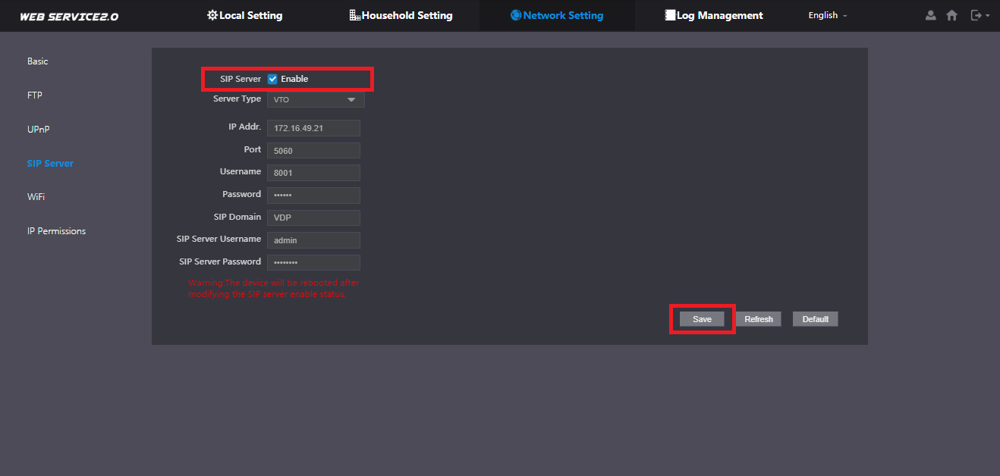 WEB SERVICE2.0
Local Setting
Household Setting
Network Setting
Log Management
English
Basic
FTP
UPnP
SIP Server
WiFi
IP Permissions
SIP Server Enable
Server Type VTO
IP Addr. 172.16.49.21
Port 5060
Username 8001
Password ••••••
SIP Domain VDP
SIP Server Username admin
SIP Server Password ••••••••
Warning:The device will be rebooted after
modifying the SIP server enable status.
Save Refresh Default